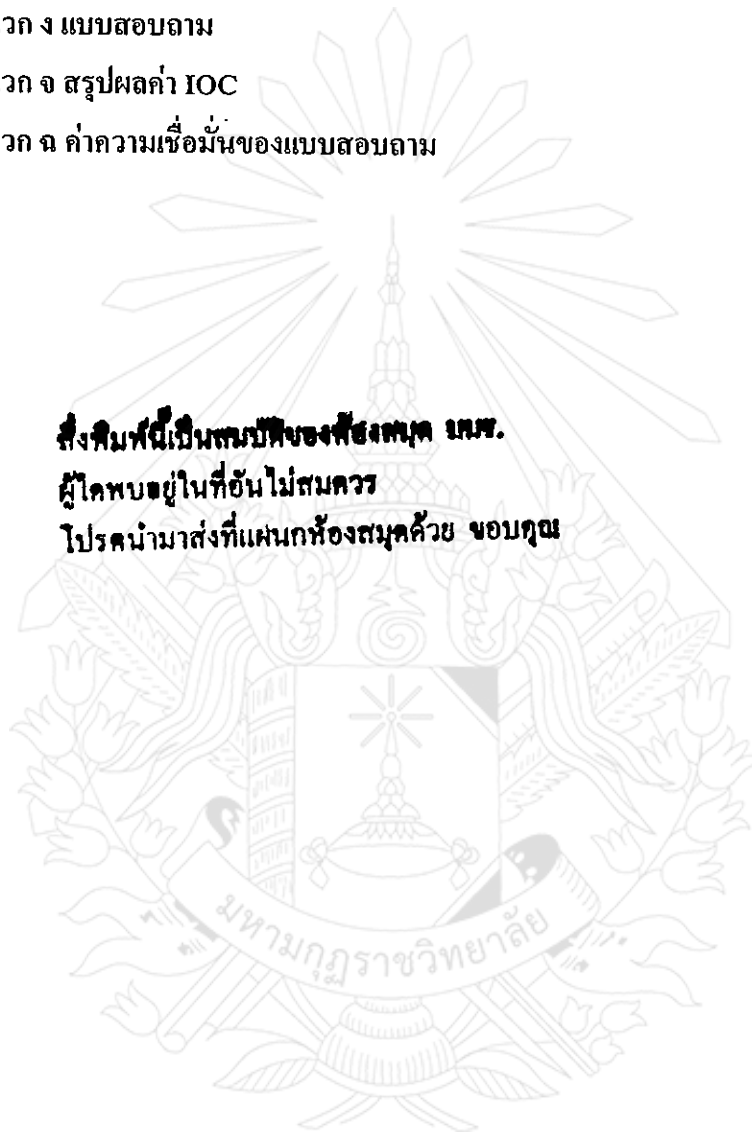 วก ง แบบสอบถาม
วก จ สรุปผลค่า IOC
วก ฉ ค่าความเชื่อมั่นของแบบสอบถาม
สิ่งพิมพ์นี้เป็นสมบัติของห้องสมุด มมร.
ผู้ใดพบอยู่ในที่อันไม่สมควร
โปรดนำมาส่งที่แผนกห้องสมุดด้วย ขอบคุณ
มหามกุฏราชวิทยาลัย